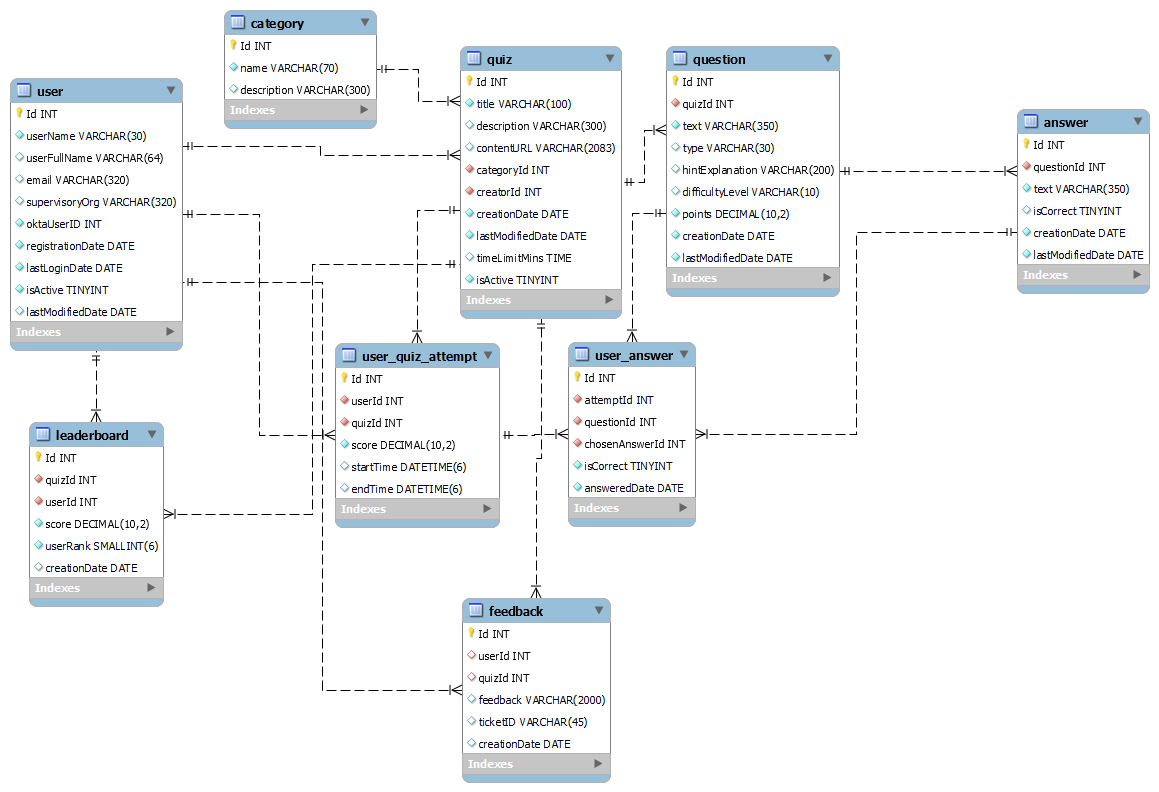 category
Id INT
name VARCHAR(70)
description VARCHAR(300)
Indexes
user
Id INT
userName VARCHAR(30)
userFullName VARCHAR(64)
email VARCHAR(320)
supervisoryOrg VARCHAR(320)
oktaUserID INT
registrationDate DATE
lastLoginDate DATE
isActive TINYINT
lastModifiedDate DATE
Indexes
quiz
Id INT
title VARCHAR(100)
description VARCHAR(300)
contentURL VARCHAR(2083)
categoryId INT
creatorId INT
creationDate DATE
lastModifiedDate DATE
timeLimitMins TIME
isActive TINYINT
Indexes
question
Id INT
quizId INT
text VARCHAR(350)
type VARCHAR(30)
hintExplanation VARCHAR(200)
difficultyLevel VARCHAR(10)
points DECIMAL(10,2)
creationDate DATE
lastModifiedDate DATE
Indexes
answer
Id INT
questionId INT
text VARCHAR(350)
isCorrect TINYINT
creationDate DATE
lastModifiedDate DATE
Indexes
leaderboard
Id INT
quizId INT
userId INT
score DECIMAL(10,2)
userRank SMALLINT(6)
creationDate DATE
Indexes
user_quiz_attempt
Id INT
userId INT
quizId INT
score DECIMAL(10,2)
startTime DATETIME(6)
endTime DATETIME(6)
Indexes
user_answer
Id INT
attemptId INT
questionId INT
chosenAnswerId INT
isCorrect TINYINT
answeredDate DATE
Indexes
feedback
Id INT
userId INT
quizId INT
feedback VARCHAR(2000)
ticketID VARCHAR(45)
creationDate DATE
Indexes